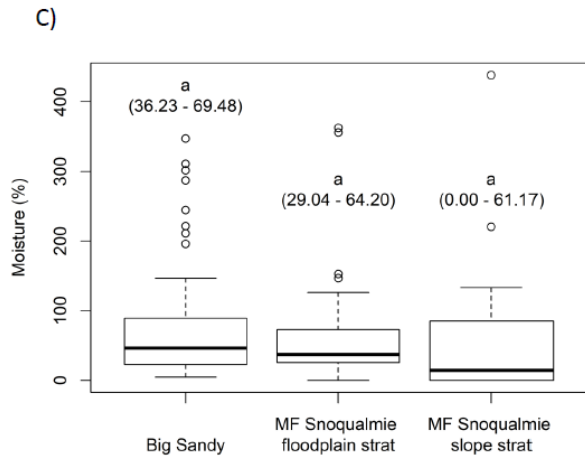 C)
Moisture (%)
400
300
200
100
0
a
(36.23 - 69.48)
a
(29.04 - 64.20)
a
(0.00 - 61.17)
Big Sandy
MF Snoqualmie
floodplain strat
MF Snoqualmie
slope strat